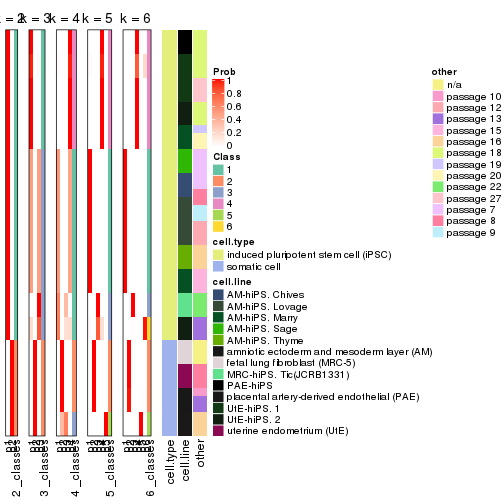 k = 2
k = 3
k = 4
k = 5
k = 6
Prob
1
0.8
0.6
0.4
0.2
0
Class
1
2
3
4
5
6
cell.type
induced pluripotent stem cell (iPSC)
somatic cell
cell.line
AM-hiPS. Chives
AM-hiPS. Lovage
AM-hiPS. Marry
AM-hiPS. Sage
AM-hiPS. Thyme
amniotic ectoderm and mesoderm layer (AM)
fetal lung fibroblast (MRC-5)
MRC-hiPS. Tic(JCRB1331)
PAE-hiPS
placental artery-derived endothelial (PAE)
UtE-hiPS. 1
UtE-hiPS. 2
uterine endometrium (UtE)
other
n/a
passage 10
passage 12
passage 13
passage 15
passage 16
passage 18
passage 19
passage 20
passage 22
passage 27
passage 7
passage 8
passage 9
2_classes
3_classes
4_classes
5_classes
6_classes
cell.type
cell.line
other